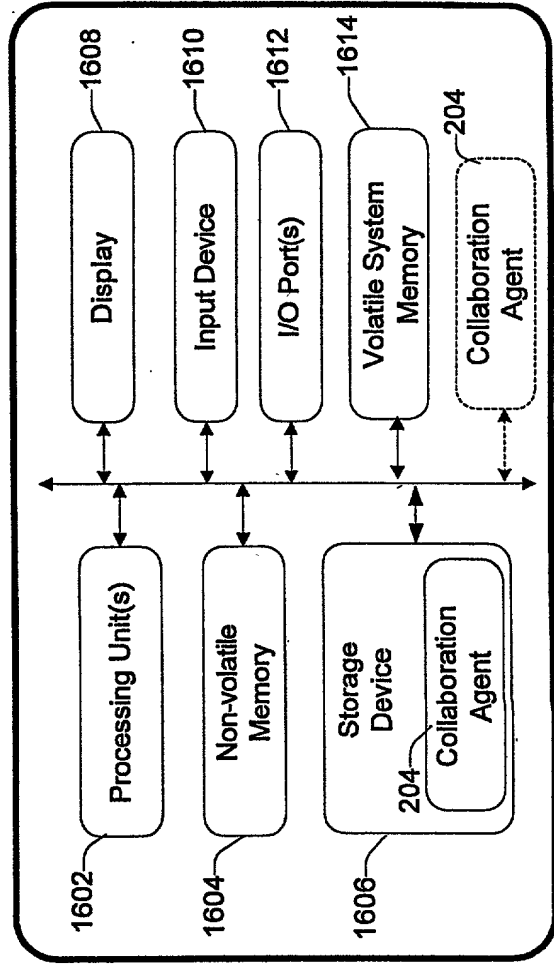 1602
Processing Unit(s)
1604
Non-volatile
Memory
1606
Storage
Device
204
Collaboration
Agent
Display
1608
Input Device
1610
I/O Port(s)
1612
Volatile System
Memory
1614
Collaboration
Agent
204